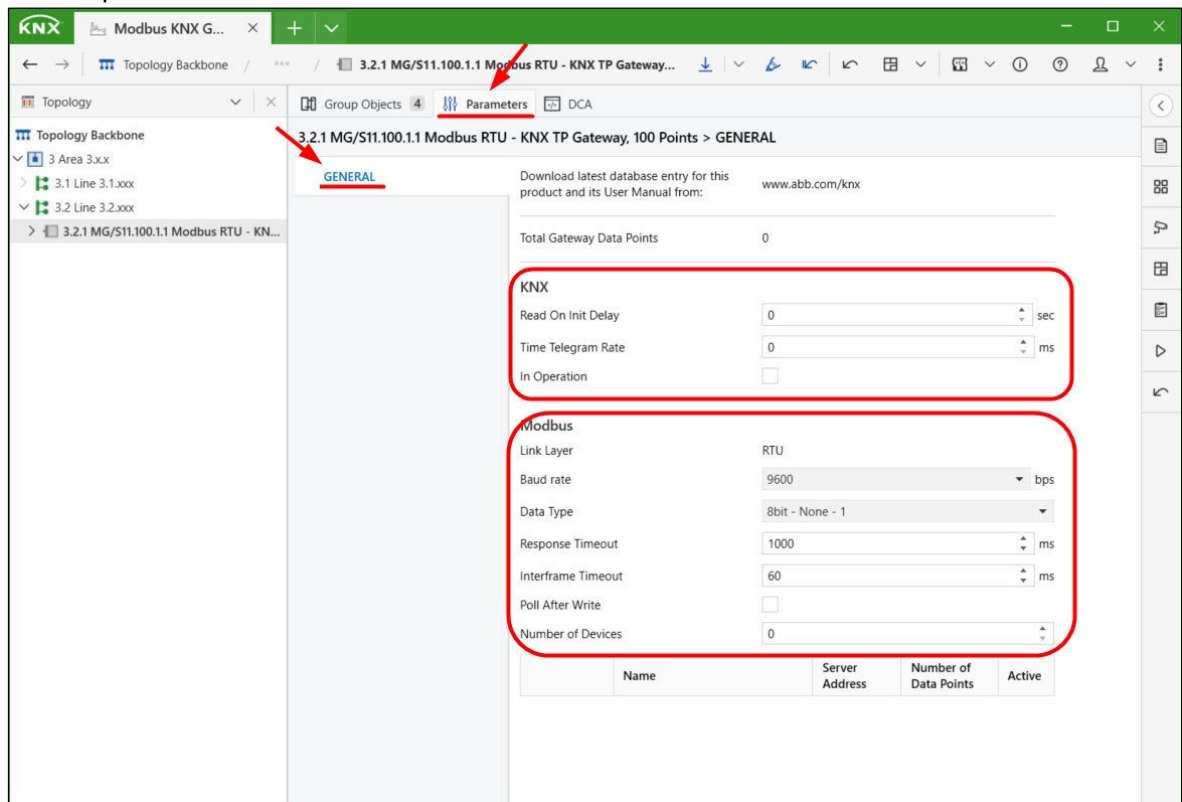 KNX Modbus KNX G...
Topology Backbone / ... / 3.2.1 MG/S11.100.1.1 Modbus RTU - KNX TP Gateway...
Topology
Group Objects 4 Parameters DCA
Topology Backbone
3 Area 3.x.x
3.1 Line 3.1.xxx
3.2 Line 3.2.xxx
3.2.1 MG/S11.100.1.1 Modbus RTU - KN...
3.2.1 MG/S11.100.1.1 Modbus RTU - KNX TP Gateway, 100 Points > GENERAL
GENERAL
Download latest database entry for this
product and its User Manual from: www.abb.com/knx
Total Gateway Data Points 0
KNX
Read On Init Delay 0 sec
Time Telegram Rate 0 ms
In Operation
Modbus
Link Layer RTU
Baud rate 9600 bps
Data Type 8bit - None - 1
Response Timeout 1000 ms
Interframe Timeout 60 ms
Poll After Write
Number of Devices 0
Name Server Address Number of Data Points Active